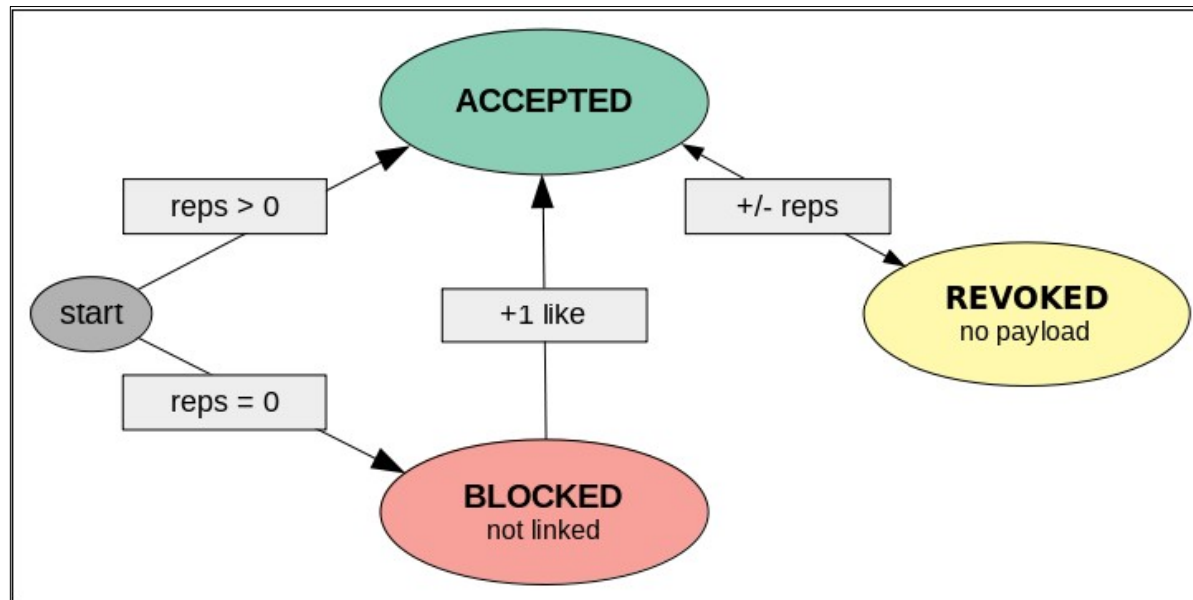 ACCEPTED
reps > 0
+/- reps
start
+1 like
REVOKED
no payload
reps = 0
BLOCKED
not linked